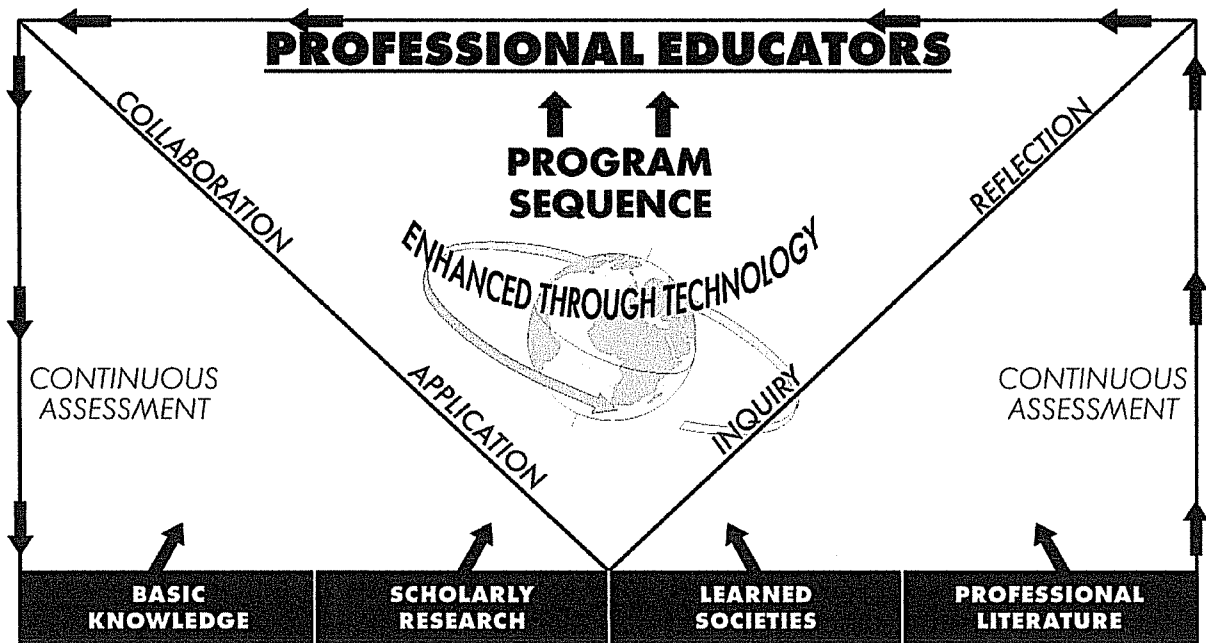 PROFESSIONAL EDUCATORS
PROGRAM
SEQUENCE
ENHANCED THROUGH TECHNOLOGY
COLLABORATION
APPLICATION
INQUIRY
REFLECTION
CONTINUOUS
ASSESSMENT
CONTINUOUS
ASSESSMENT
BASIC
KNOWLEDGE
SCHOLARLY
RESEARCH
LEARNED
SOCIETIES
PROFESSIONAL
LITERATURE